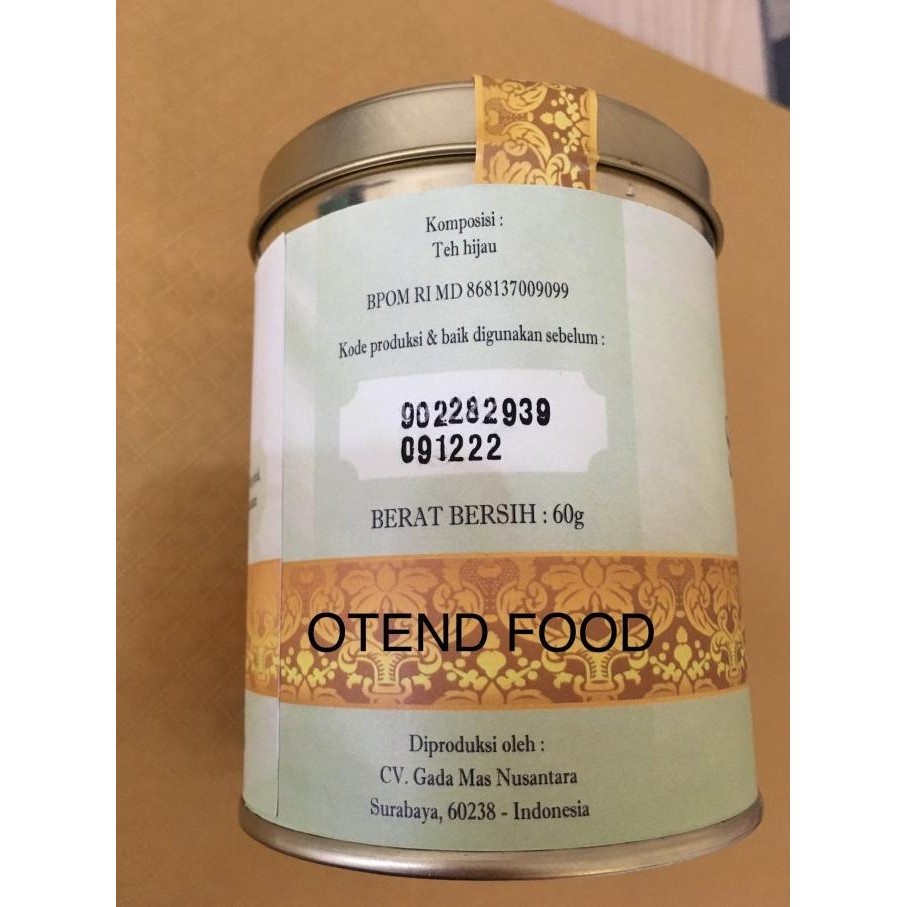 Komposisi :
Teh hijau
BPOM RI MD 868137009099
Kode produksi & baik digunakan sebelum :
902282939
091222
BERAT BERSIH : 60g
OTEND FOOD
Diproduksi oleh :
CV. Gada Mas Nusantara
Surabaya, 60238 - Indonesia